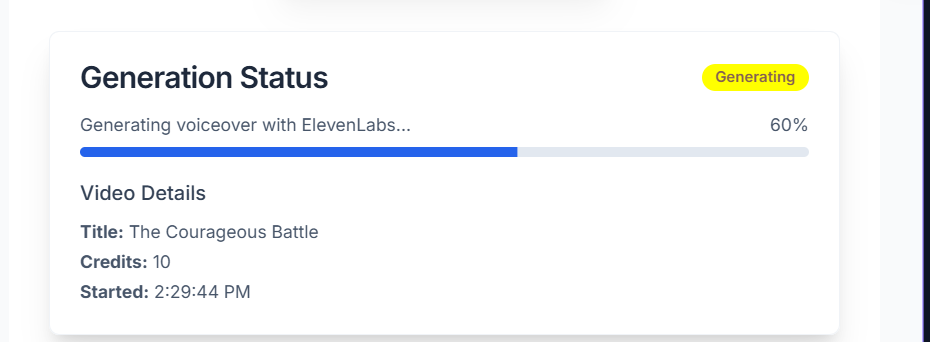 Generation Status
Generating
Generating voiceover with ElevenLabs...
60%
Video Details
Title: The Courageous Battle
Credits: 10
Started: 2:29:44 PM